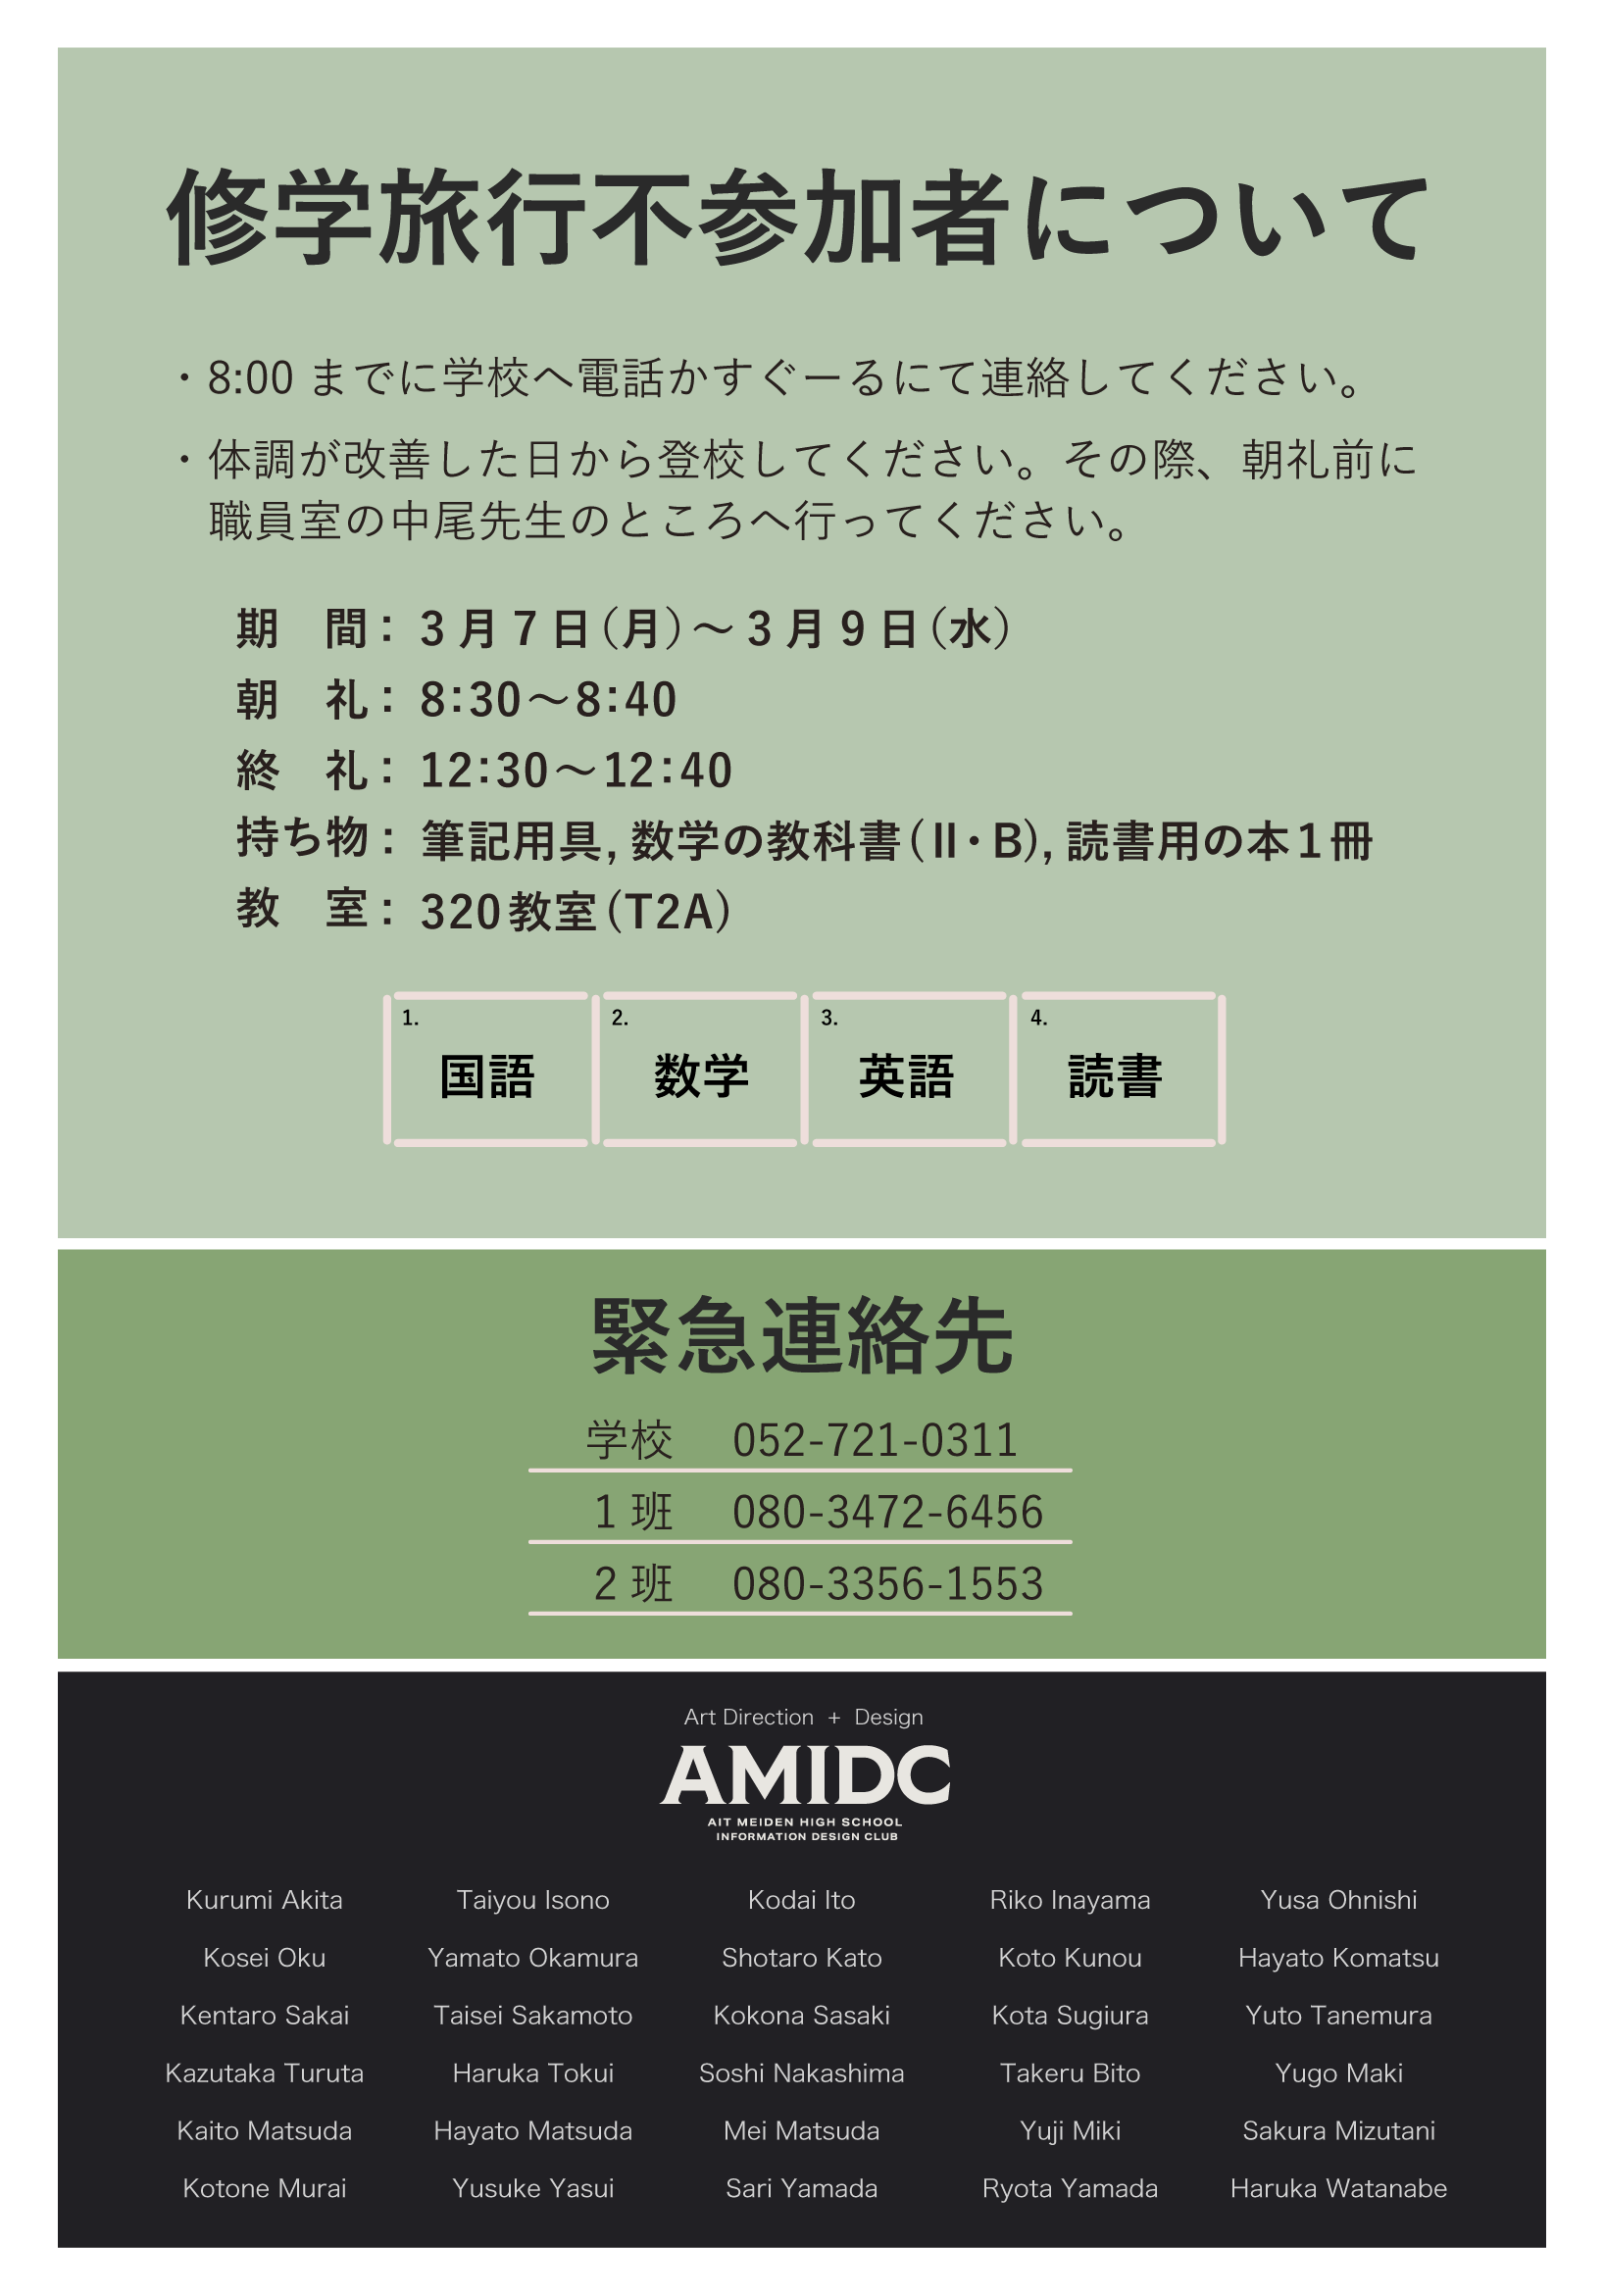 修学旅行不参加者について
・8:00 までに学校へ電話かすぐーるにて連絡してください。
・体調が改善した日から登校してください。その際、朝礼前に
職員室の中尾先生のところへ行ってください。
期　間： 3 月 7 日（月）～ 3 月 9 日（水）
朝　礼： 8:30～8:40
終　礼： 12:30～12:40
持ち物： 筆記用具, 数学の教科書( II・B), 読書用の本 1 冊
教　室： 320 教室（T2A）
1. 2. 3. 4.
国語 数学 英語 読書
緊急連絡先
学校 052-721-0311
1 班 080-3472-6456
2 班 080-3356-1553
Art Direction + Design
AMIDC
AIT MEIDEN HIGH SCHOOL
INFORMATION DESIGN CLUB
Kurumi Akita Taiyou Isono Kodai Ito Riko Inayama Yusa Ohnishi
Kosei Oku Yamato Okamura Shotaro Kato Koto Kunou Hayato Komatsu
Kentaro Sakai Taisei Sakamoto Kokona Sasaki Kota Sugiura Yuto Tanemura
Kazutaka Turuta Haruka Tokui Soshi Nakashima Takeru Bito Yugo Maki
Kaito Matsuda Hayato Matsuda Mei Matsuda Yuji Miki Sakura Mizutani
Kotone Murai Yusuke Yasui Sari Yamada Ryota Yamada Haruka Watanabe